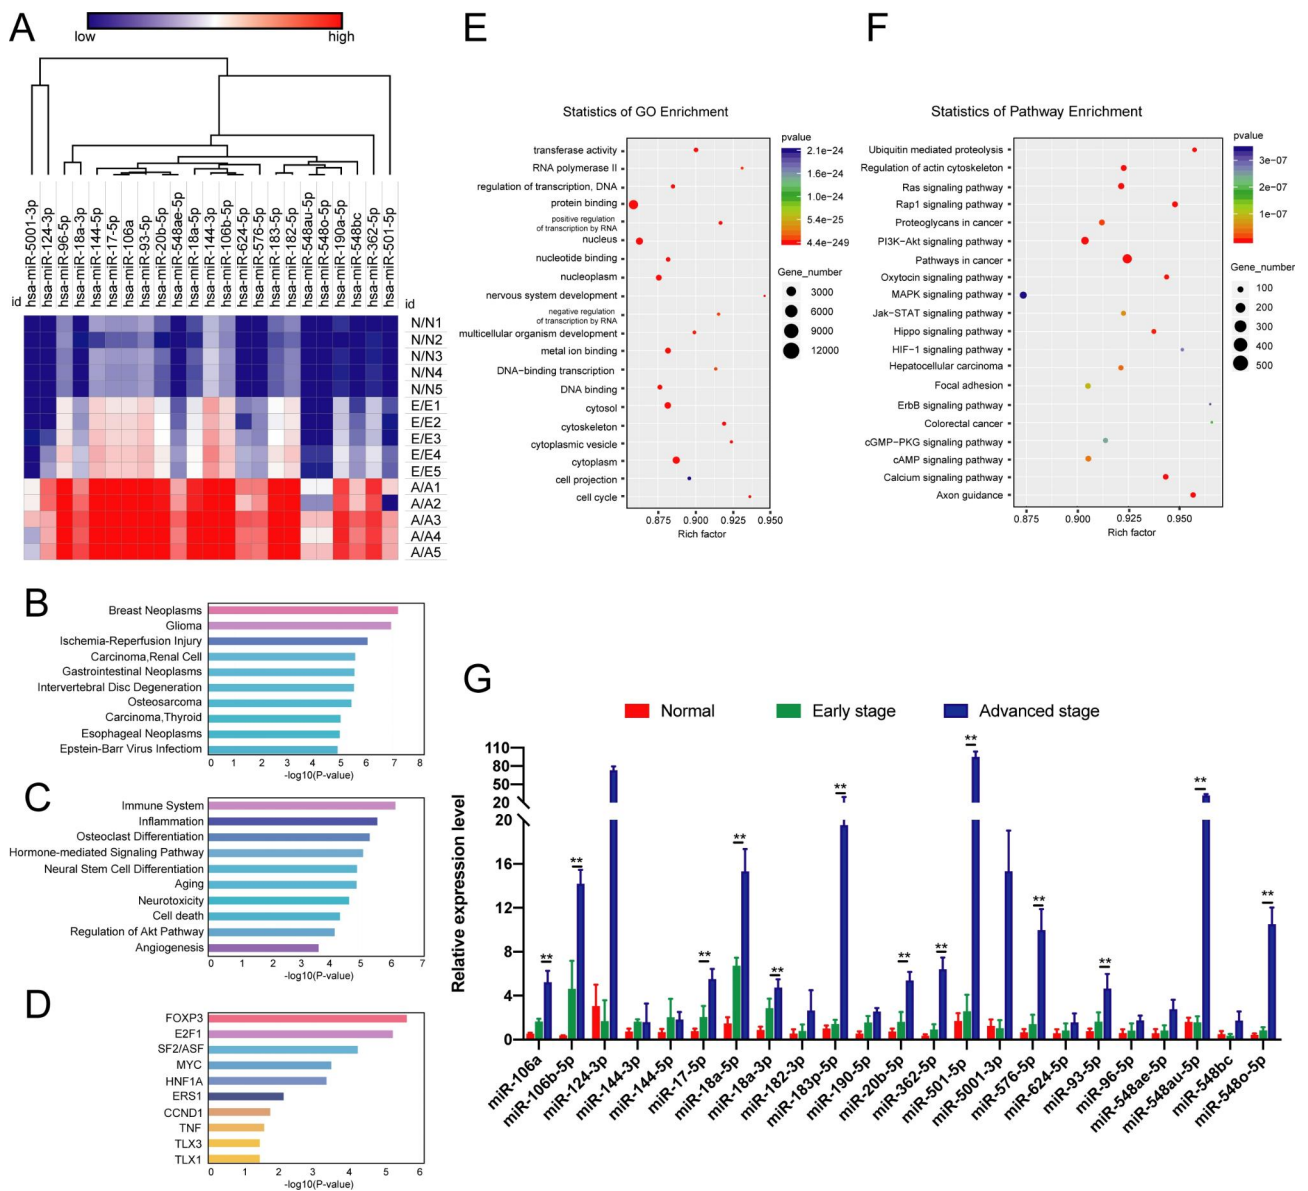 A
low
high
id
hsa-miR-5001-3p
hsa-miR-124-3p
hsa-miR-96-5p
hsa-miR-18a-3p
hsa-miR-144-5p
hsa-miR-17-5p
hsa-miR-106a
hsa-miR-93-5p
hsa-miR-20b-5p
hsa-miR-548ae-5p
hsa-miR-18a-5p
hsa-miR-144-3p
hsa-miR-106b-5p
hsa-miR-624-5p
hsa-miR-576-5p
hsa-miR-183-5p
hsa-miR-182-5p
hsa-miR-548au-5p
hsa-miR-548o-5p
hsa-miR-190a-5p
hsa-miR-548bc
hsa-miR-362-5p
hsa-miR-501-5p
id
N/N1
N/N2
N/N3
N/N4
N/N5
E/E1
E/E2
E/E3
E/E4
E/E5
A/A1
A/A2
A/A3
A/A4
A/A5
B
Breast Neoplasms
Glioma
Ischemia-Reperfusion Injury
Carcinoma,Renal Cell
Gastrointestinal Neoplasms
Intervertebral Disc Degeneration
Osteosarcoma
Carcinoma,Thyroid
Esophageal Neoplasms
Epstein-Barr Virus Infectiom
0 1 2 3 4 5 6 7 8
-log10(P-value)
C
Immune System
Inflammation
Osteoclast Differentiation
Hormone-mediated Signaling Pathway
Neural Stem Cell Differentiation
Aging
Neurotoxicity
Cell death
Regulation of Akt Pathway
Angiogenesis
0 1 2 3 4 5 6 7
-log10(P-value)
D
FOXP3
E2F1
SF2/ASF
MYC
HNF1A
ERS1
CCND1
TNF
TLX3
TLX1
0 1 2 3 4 5 6
-log10(P-value)
E
Statistics of GO Enrichment
transferase activity
RNA polymerase II
regulation of transcription, DNA
protein binding
positive regulation
of transcription by RNA
nucleus
nucleotide binding
nucleoplasm
nervous system development
negative regulation
of transcription by RNA
multicellular organism development
metal ion binding
DNA−binding transcription
DNA binding
cytosol
cytoskeleton
cytoplasmic vesicle
cytoplasm
cell projection
cell cycle
0.875 0.900 0.925 0.950
Rich factor
pvalue
2.1e−24
1.6e−24
1.0e−24
5.2e−25
4.4e−249
Gene_number
3000
6000
9000
12000
F
Statistics of Pathway Enrichment
Ubiquitin mediated proteolysis
Regulation of actin cytoskeleton
Ras signaling pathway
Rap1 signaling pathway
Proteoglycans in cancer
PI3K−Akt signaling pathway
Pathways in cancer
Oxytocin signaling pathway
MAPK signaling pathway
Jak−STAT signaling pathway
Hippo signaling pathway
HIF−1 signaling pathway
Hepatocellular carcinoma
Focal adhesion
ErbB signaling pathway
Colorectal cancer
cGMP−PKG signaling pathway
cAMP signaling pathway
Calcium signaling pathway
Axon guidance
0.875 0.900 0.925 0.950
Rich factor
pvalue
3e−07
2e−07
1e−07
Gene_number
100
200
300
400
500
G
Normal
Early stage
Advanced stage
Relative expression level
110
80
50
20
20
16
12
8
4
0
**
**
**
**
**
**
**
**
**
**
**
**
**
miR-106a
miR-106b-5p
miR-124-3p
miR-144-3p
miR-144-5p
miR-17-5p
miR-18a-5p
miR-18a-3p
miR-182-3p
miR-183p-5p
miR-190-5p
miR-20b-5p
miR-362-5p
miR-501-5p
miR-5001-3p
miR-576-5p
miR-624-5p
miR-93-5p
miR-96-5p
miR-548ae-5p
miR-548au-5p
miR-548bc
miR-548o-5p